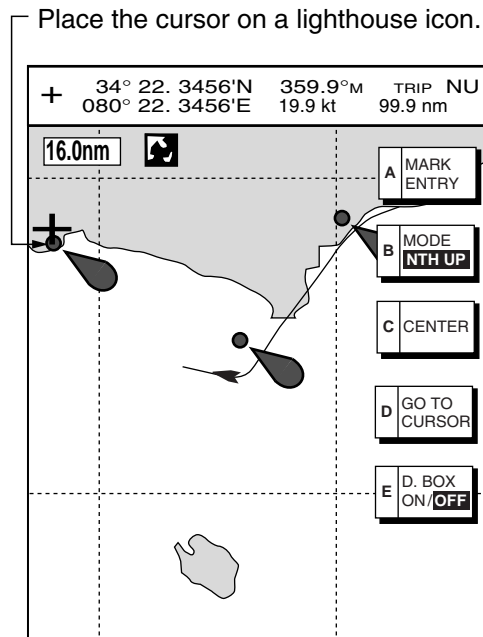 Place the cursor on a lighthouse icon.
+ 34° 22. 3456'N 359.9°M TRIP NU
080° 22. 3456'E 19.9 kt 99.9 nm
16.0nm
A MARK
ENTRY
B MODE
NTH UP
C CENTER
D GO TO
CURSOR
E D. BOX
ON/OFF